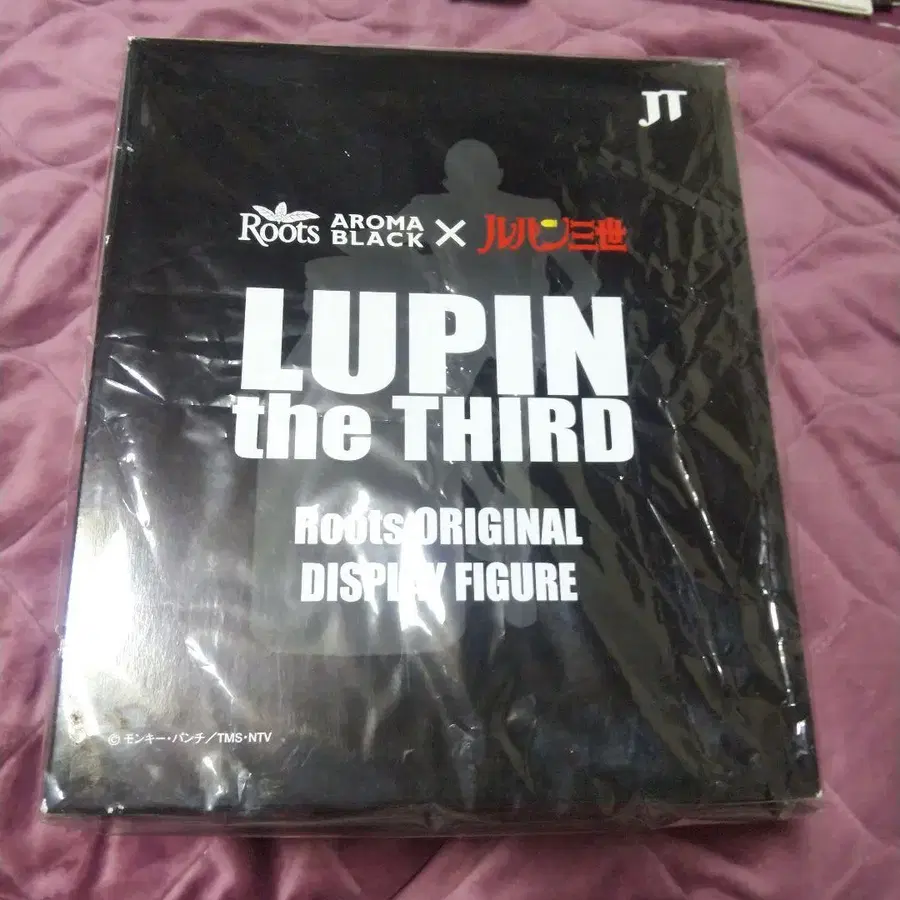 JT
Roots AROMA BLACK × ルパン三世
LUPIN
the THIRD
Roots ORIGINAL
DISPLAY FIGURE
© モンキー・パンチ／TMS・NTV